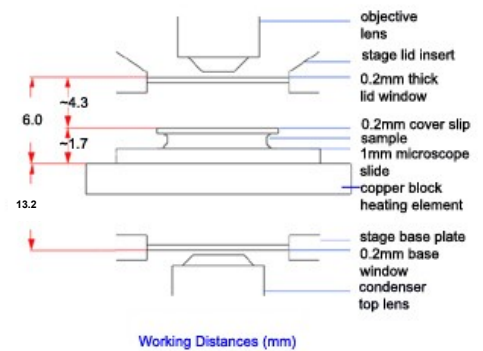 objective
lens
stage lid insert
0.2mm thick
lid window
~4.3
6.0
0.2mm cover slip
sample
~1.7
1mm microscope
slide
copper block
heating element
13.2
stage base plate
0.2mm base
window
condenser
top lens
Working Distances (mm)